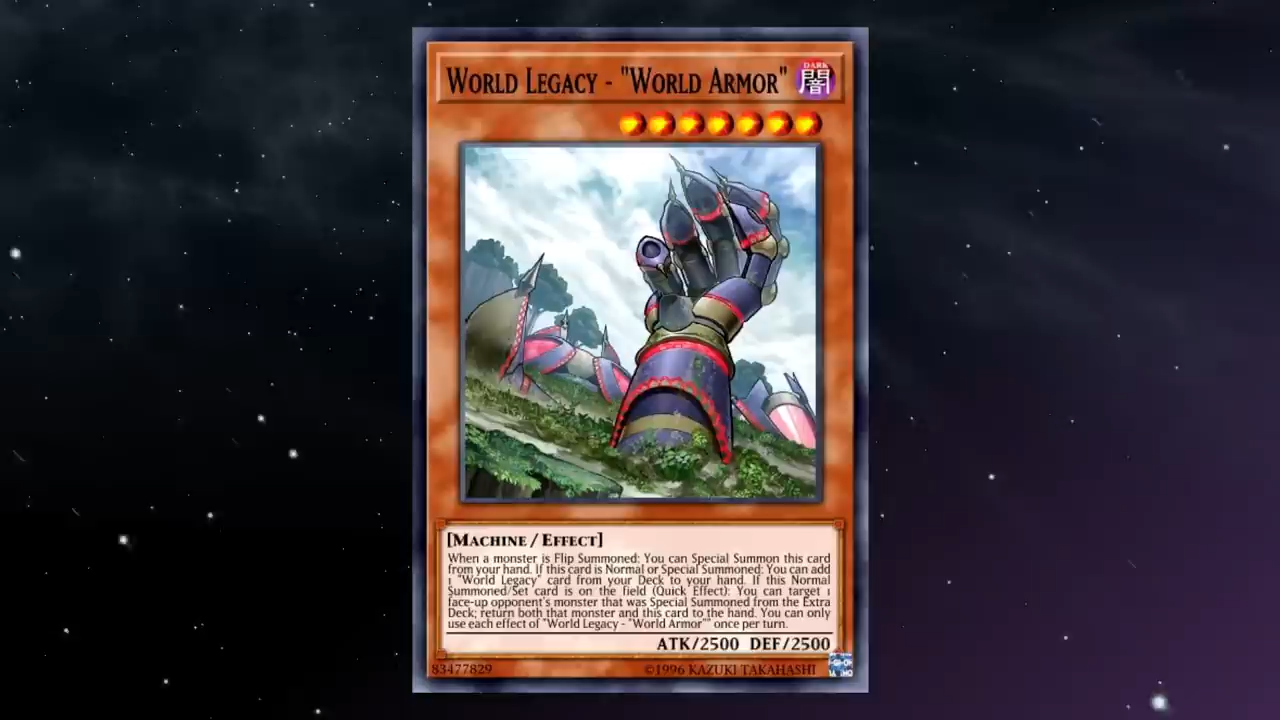 World Legacy - "World Armor"
DARK
闇
[Machine / Effect]
When a monster is Flip Summoned: You can Special Summon this card
from your hand. If this card is Normal or Special Summoned: You can add
1 "World Legacy" card from your Deck to your hand. If this Normal
Summoned/Set card is on the field (Quick Effect): You can target 1
face-up opponent's monster that was Special Summoned from the Extra
Deck; return both that monster and this card to the hand. You can only
use each effect of "World Legacy - "World Armor"" once per turn.
ATK/2500 DEF/2500
83477829
©1996 KAZUKI TAKAHASHI